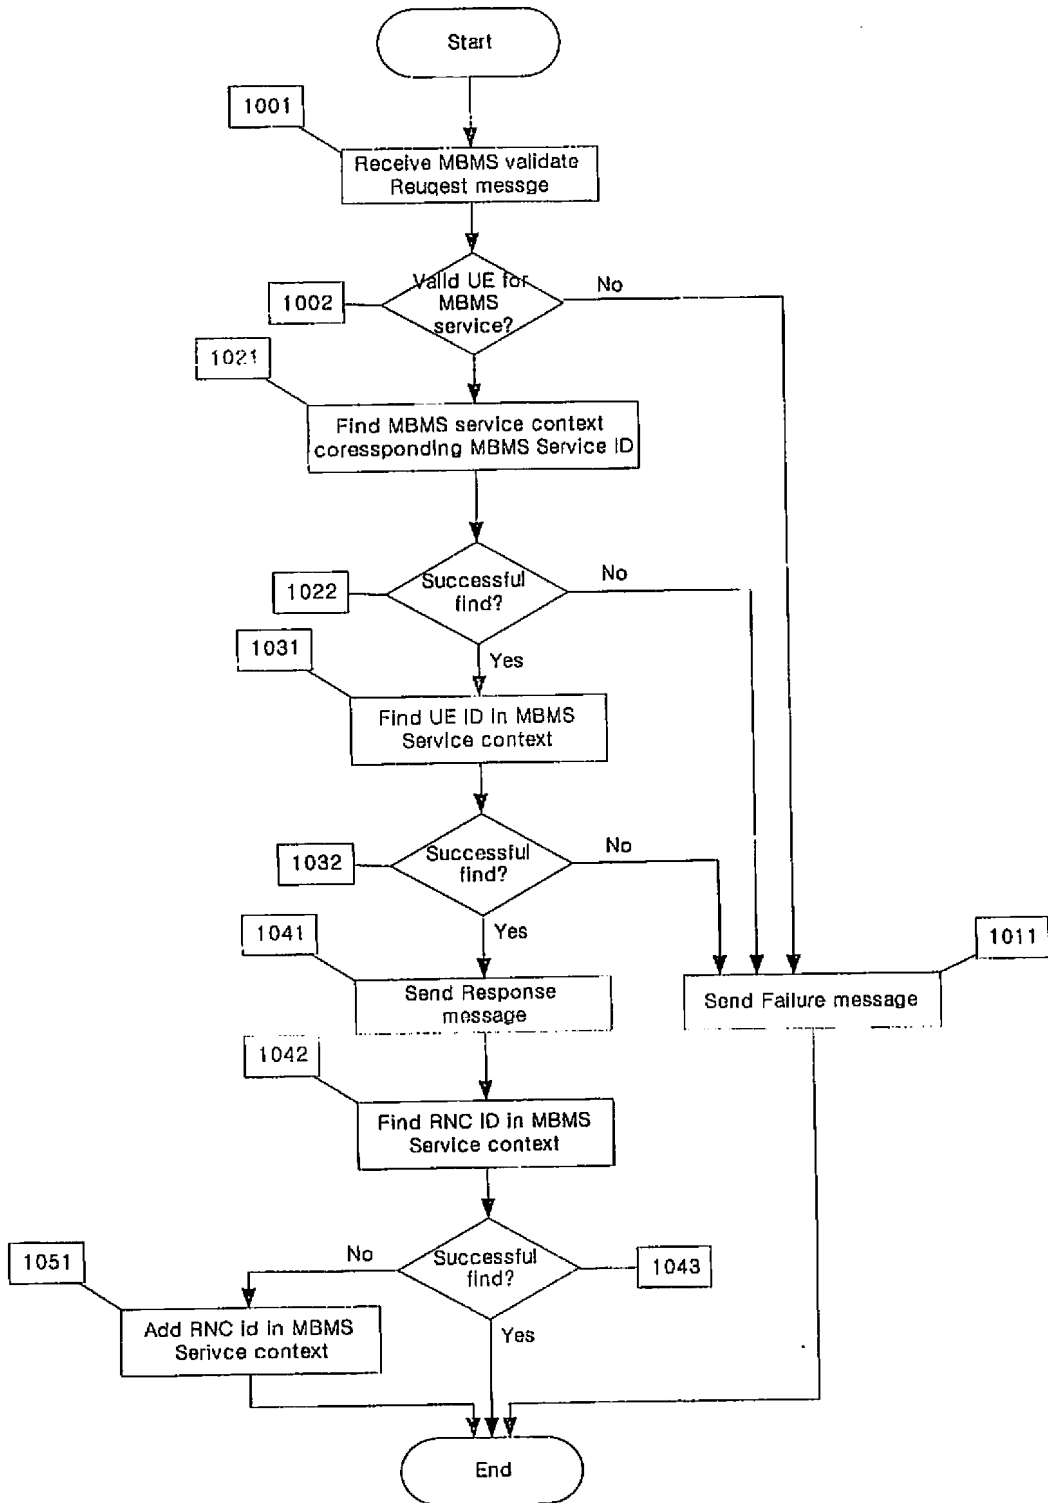 Start
1001
Receive MBMS validate
Reuqest messge
Valid UE for
MBMS
service?
No
1002
1021
Find MBMS service context
coressponding MBMS Service ID
Successful
find?
No
1022
Yes
1031
Find UE ID in MBMS
Service context
Successful
find?
No
1032
Yes
1041
Send Response
message
1011
Send Failure message
1042
Find RNC ID in MBMS
Service context
No
Successful
find?
1043
1051
Yes
Add RNC id in MBMS
Serivce context
End